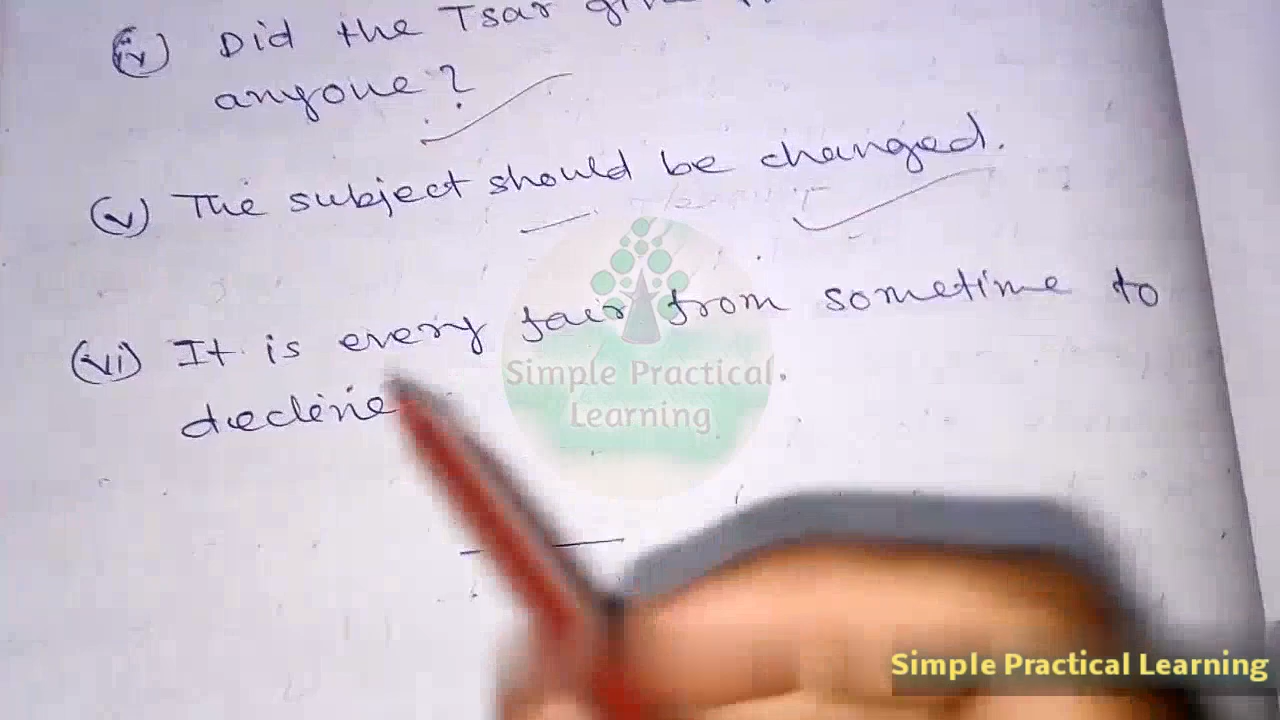 (iv) Did the Tsar
anyone?
(v) The subject should be changed.
(vi) It is every fair from sometime to
decline
Simple Practical
Learning
Simple Practical Learning